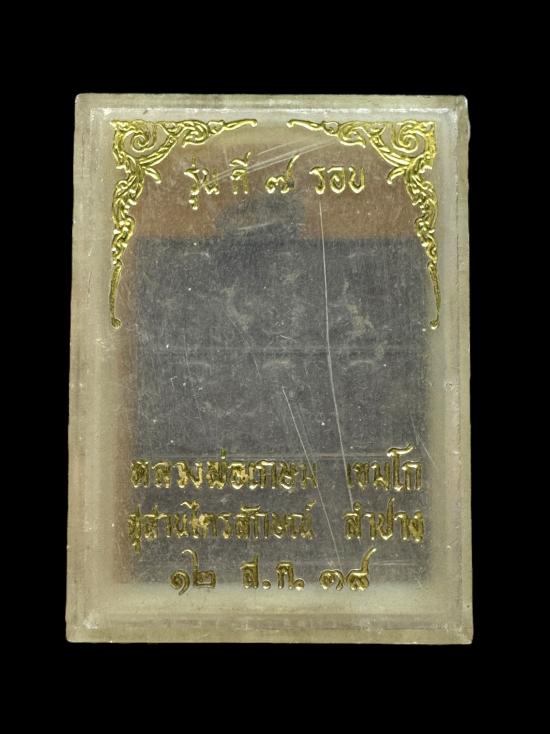 รุ่นที่ ๗ รอบ
หลวงพ่อเกษม เขมโก
สุสานไตรลักษณ์ ลำปาง
๑๒ ส.ค. ๓๘